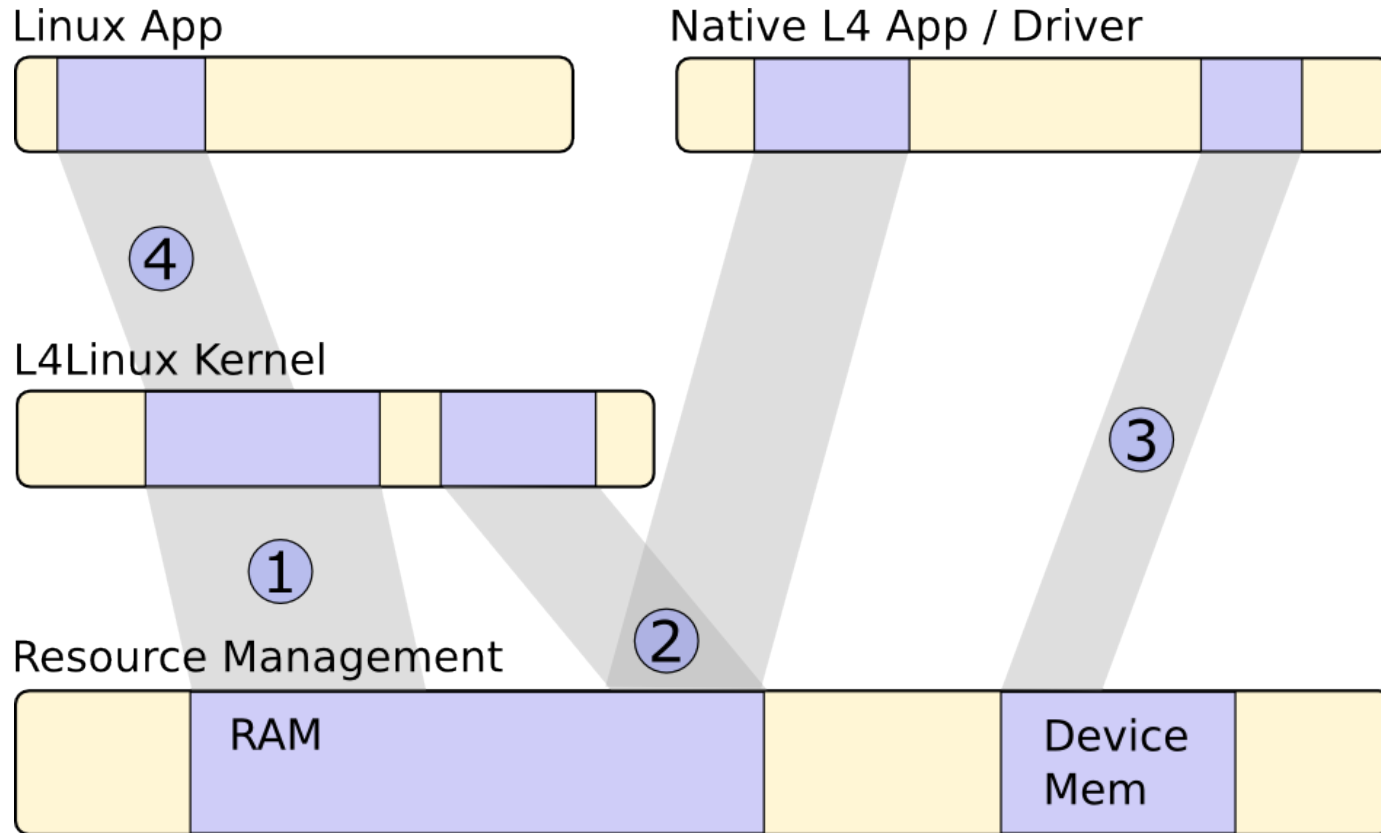 Linux App
Native L4 App / Driver
4
L4Linux Kernel
3
1
2
Resource Management
RAM
Device
Mem